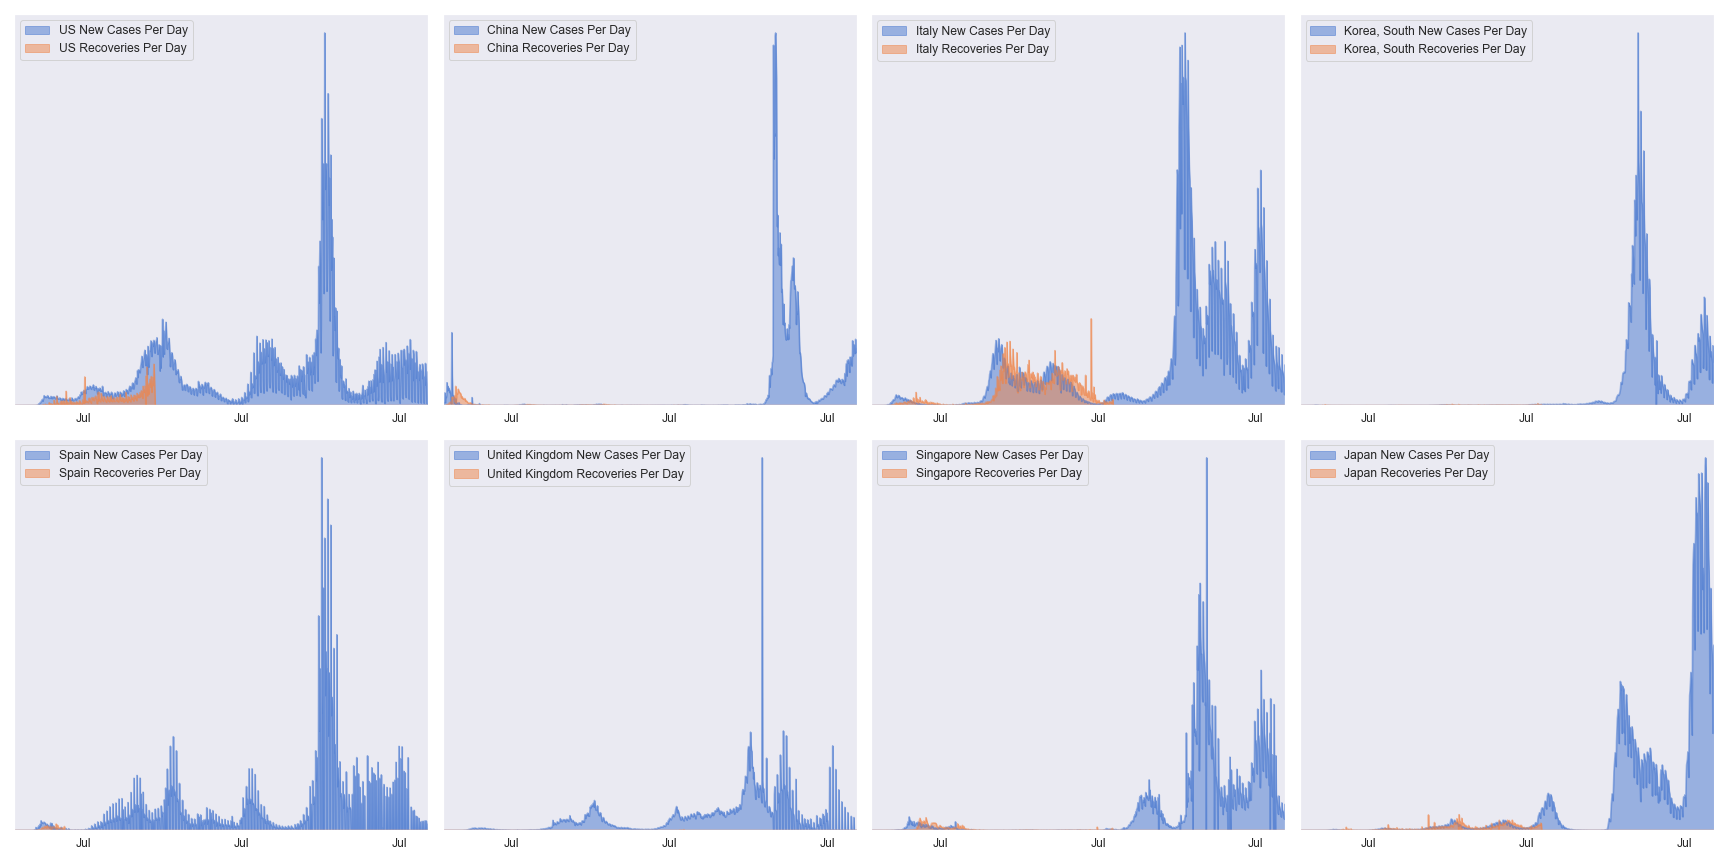 US New Cases Per Day
US Recoveries Per Day
Jul Jul Jul
China New Cases Per Day
China Recoveries Per Day
Jul Jul Jul
Italy New Cases Per Day
Italy Recoveries Per Day
Jul Jul Jul
Korea, South New Cases Per Day
Korea, South Recoveries Per Day
Jul Jul Jul
Spain New Cases Per Day
Spain Recoveries Per Day
Jul Jul Jul
United Kingdom New Cases Per Day
United Kingdom Recoveries Per Day
Jul Jul Jul
Singapore New Cases Per Day
Singapore Recoveries Per Day
Jul Jul Jul
Japan New Cases Per Day
Japan Recoveries Per Day
Jul Jul Jul